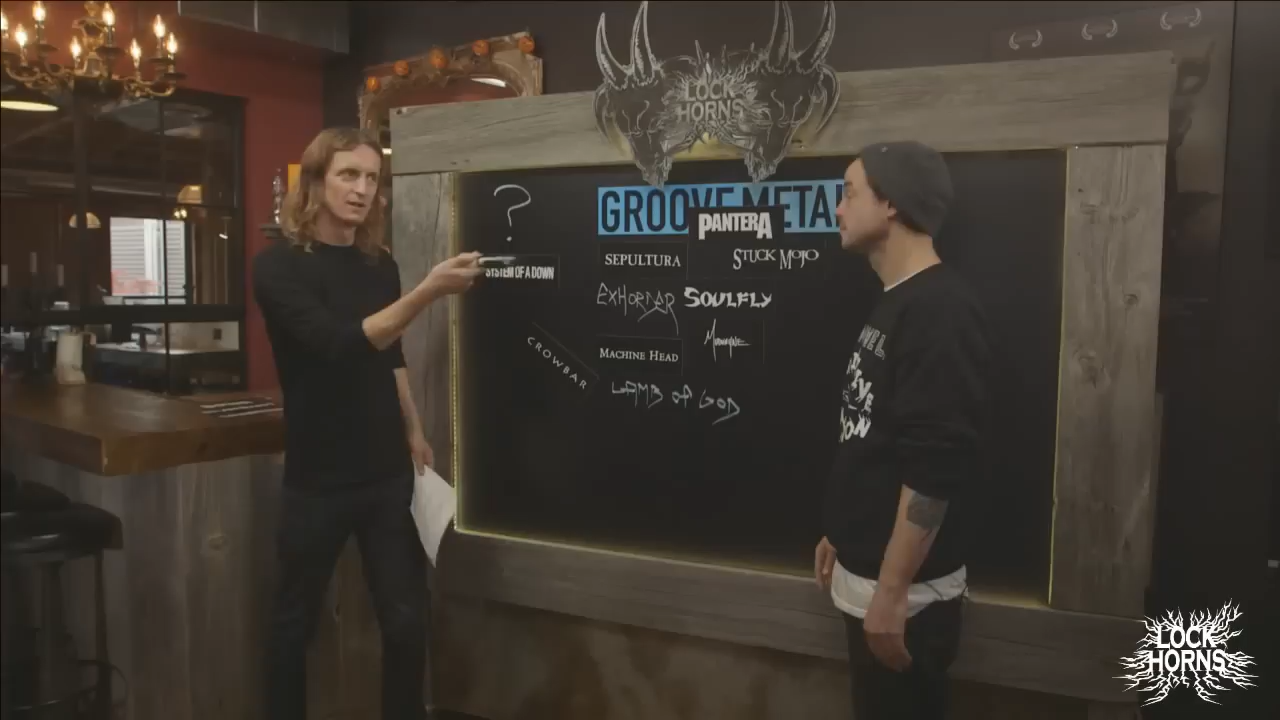 LOCK
HORNS
?
GROOVE METAL
PANTERA
SEPULTURA
STUCK MOJO
SYSTEM OF A DOWN
EXHORDER
SOULFLY
MACHINE HEAD
CROWBAR
LAMB OF GOD
LOCK
HORNS